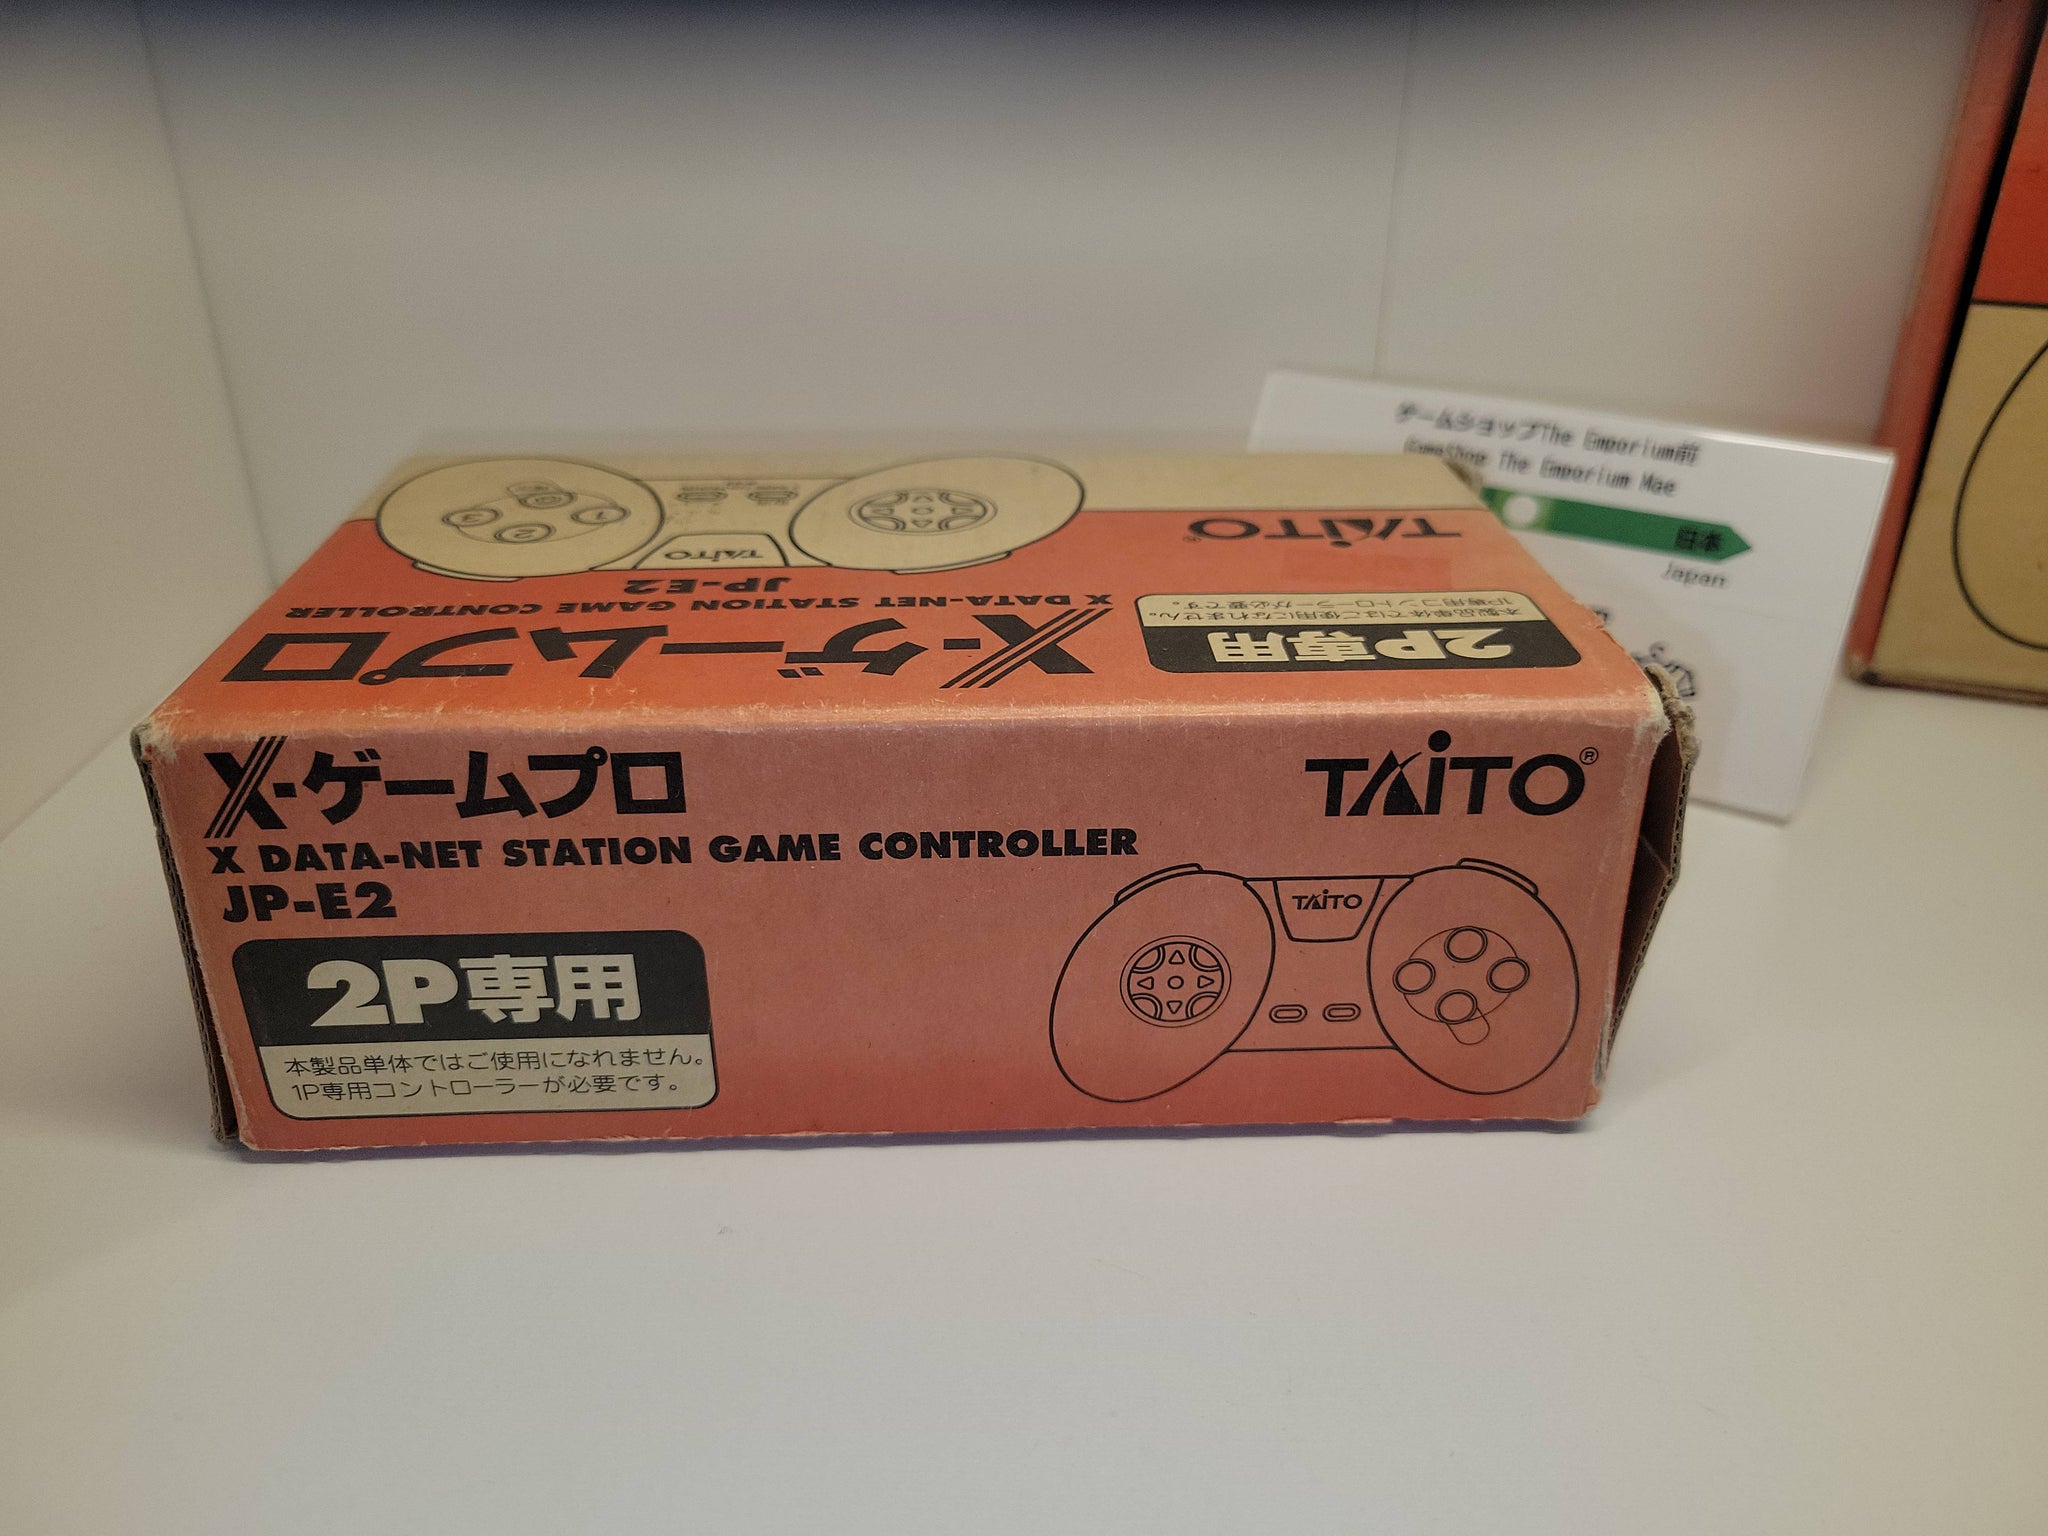 ゲームショップThe Emporium前
GameShop The Emporium Mae
日本
Japan
TAITO
1
2
3
TAITO®
JP-E2
X DATA-NET STATION GAME CONTROLLER
X-ゲームプロ
2P専用
本製品単体ではご使用になれません。
1P専用コントローラーが必要です。
X-ゲームプロ
TAITO®
X DATA-NET STATION GAME CONTROLLER
JP-E2
TAITO
2P専用
本製品単体ではご使用になれません。
1P専用コントローラーが必要です。